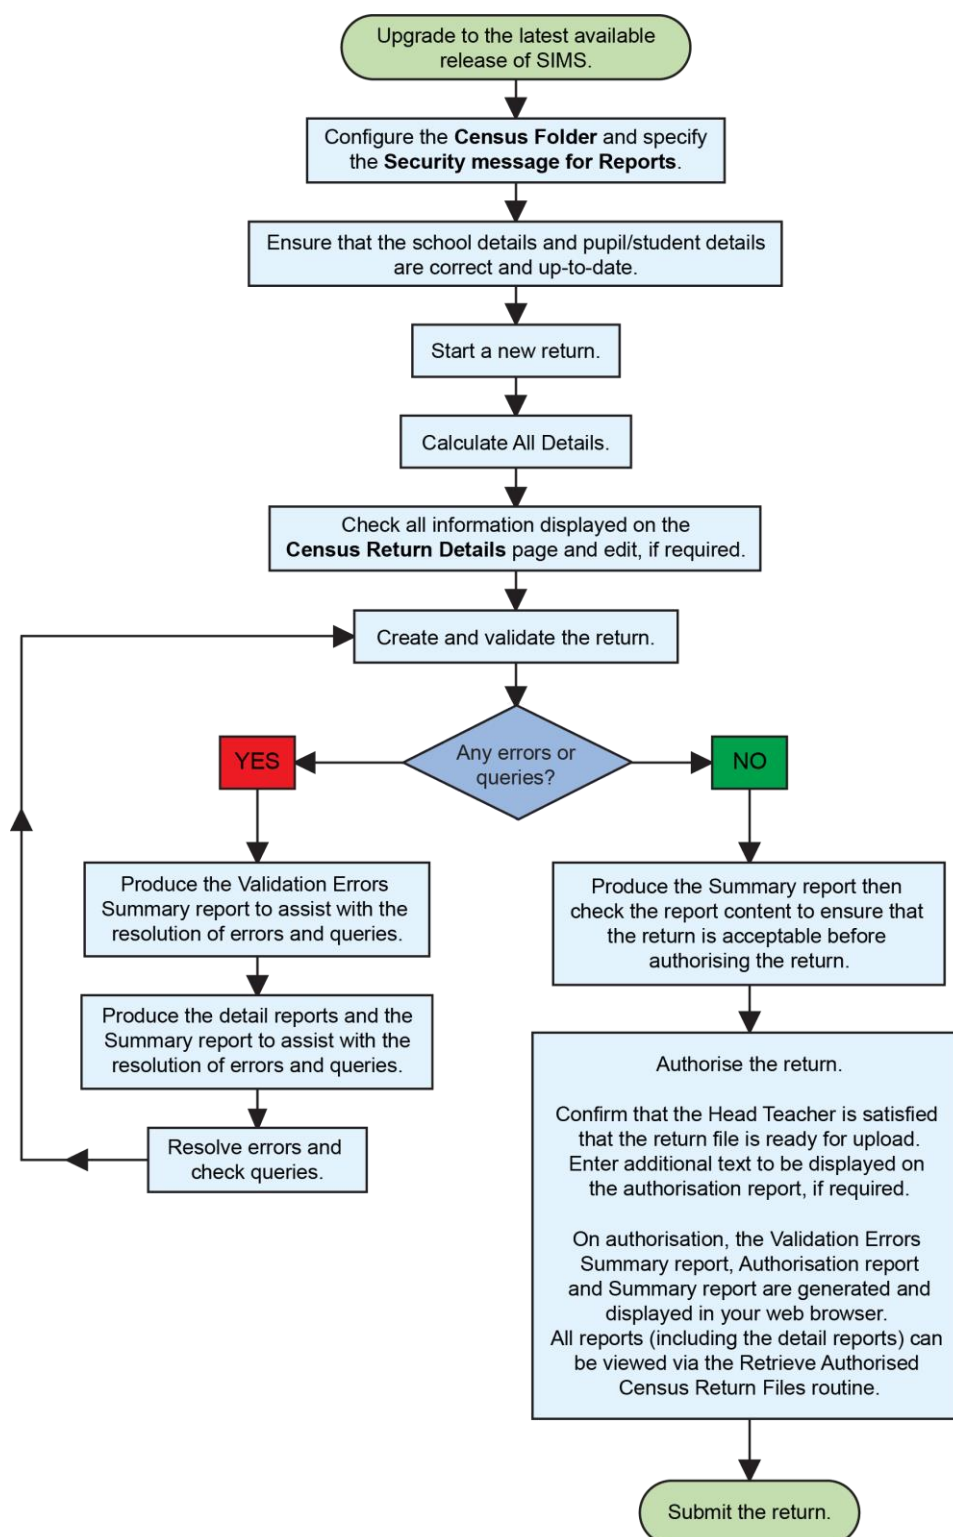 Upgrade to the latest available
release of SIMS.
Configure the Census Folder and specify
the Security message for Reports.
Ensure that the school details and pupil/student details
are correct and up-to-date.
Start a new return.
Calculate All Details.
Check all information displayed on the
Census Return Details page and edit, if required.
Create and validate the return.
Any errors or
queries?
YES
NO
Produce the Validation Errors
Summary report to assist with the
resolution of errors and queries.
Produce the detail reports and the
Summary report to assist with the
resolution of errors and queries.
Resolve errors and
check queries.
Produce the Summary report then
check the report content to ensure that
the return is acceptable before
authorising the return.
Authorise the return.
Confirm that the Head Teacher is satisfied
that the return file is ready for upload.
Enter additional text to be displayed on
the authorisation report, if required.
On authorisation, the Validation Errors
Summary report, Authorisation report
and Summary report are generated and
displayed in your web browser.
All reports (including the detail reports) can
be viewed via the Retrieve Authorised
Census Return Files routine.
Submit the return.